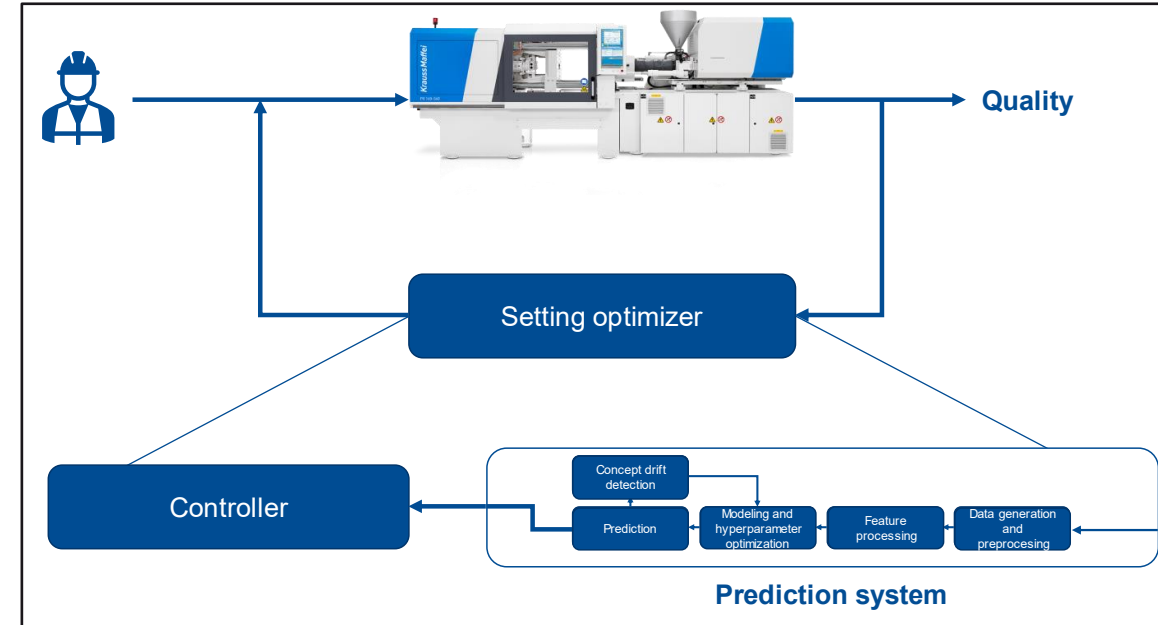 KraussMaffei
Quality
Setting optimizer
Controller
Concept drift
detection
Prediction
Modeling and
hyperparameter
optimization
Feature
processing
Data generation
and
preprocesing
Prediction system